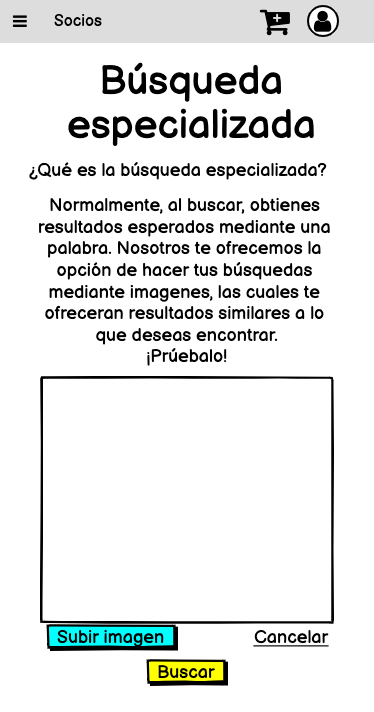 Socios
Búsqueda
especializada
¿Qué es la búsqueda especializada?
Normalmente, al buscar, obtienes
resultados esperados mediante una
palabra. Nosotros te ofrecemos la
opción de hacer tus búsquedas
mediante imagenes, las cuales te
ofreceran resultados similares a lo
que deseas encontrar.
¡Prúebalo!
Subir imagen
Cancelar
Buscar